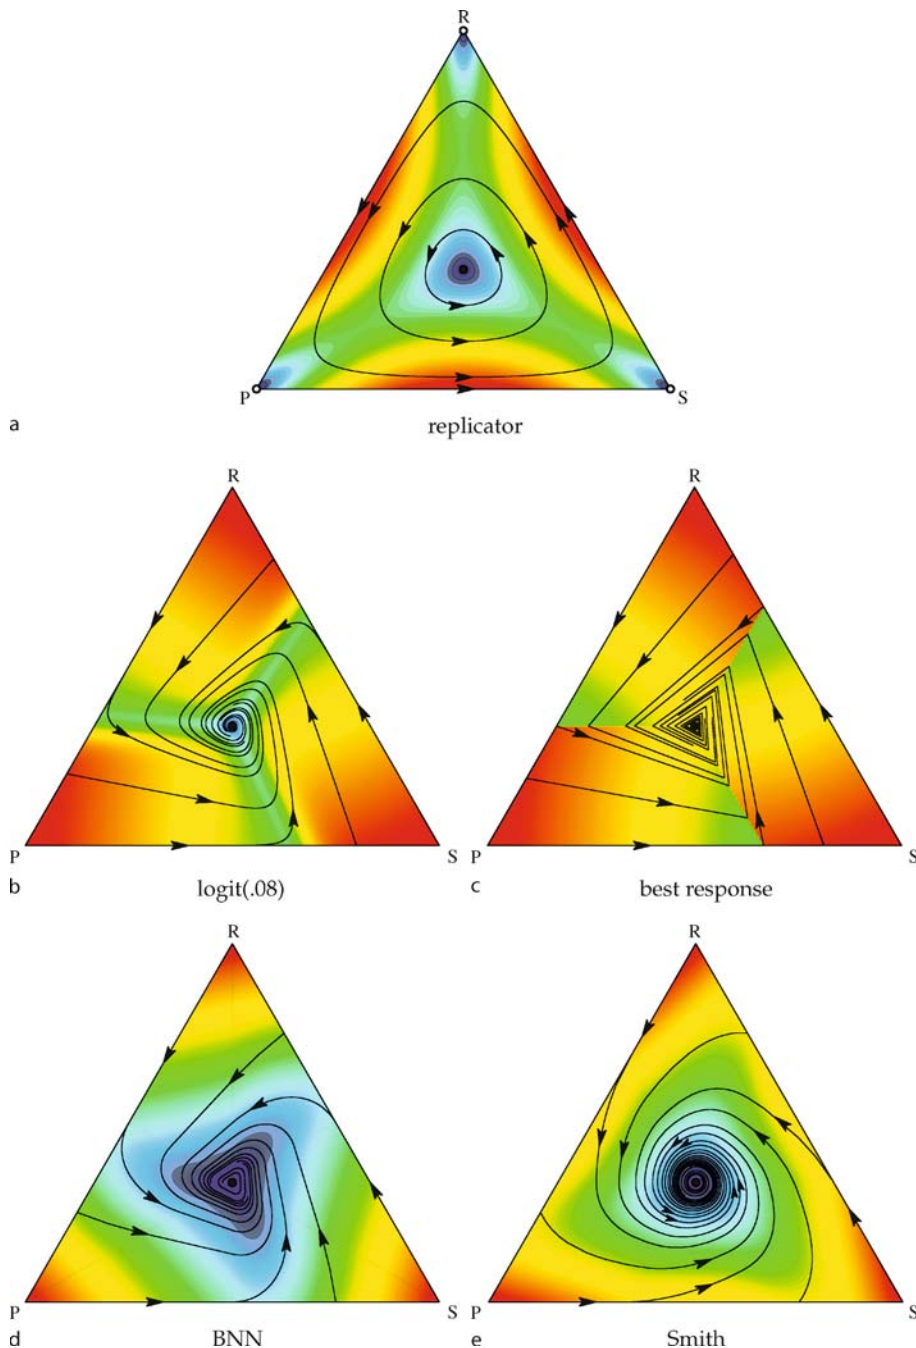 R
P
S
a
replicator
R
R
P
S
P
S
b
logit(.08)
c
best response
R
R
P
S
P
S
d
BNN
e
Smith